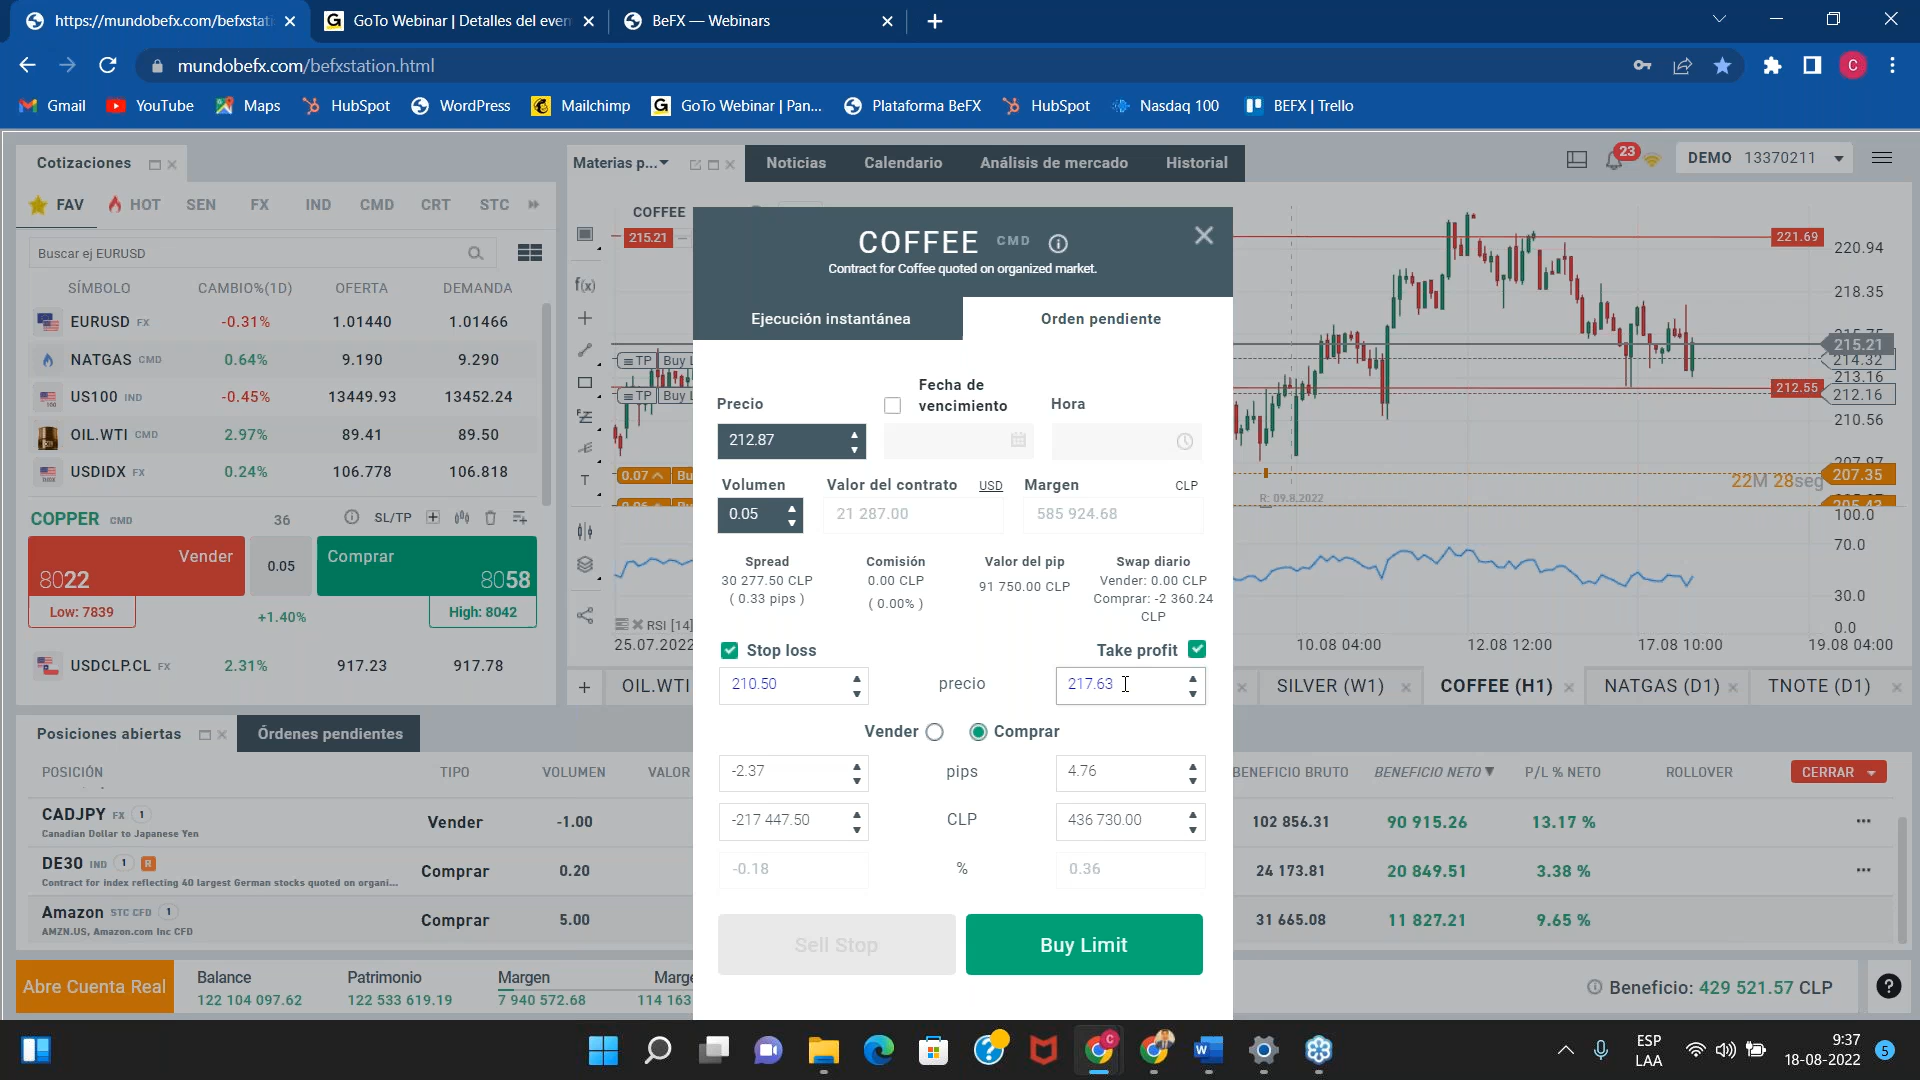 https://mundobefx.com/befxstati
GoTo Webinar | Detalles del even
BeFX — Webinars
mundobefx.com/befxstation.html
Gmail
YouTube
Maps
HubSpot
WordPress
Mailchimp
GoTo Webinar | Pan...
Plataforma BeFX
HubSpot
Nasdaq 100
BEFX | Trello
Cotizaciones
Materias p...
Noticias
Calendario
Análisis de mercado
Historial
23
DEMO 13370211
FAV
HOT
SEN
FX
IND
CMD
CRT
STC
Buscar ej EURUSD
SÍMBOLO CAMBIO%(1D) OFERTA DEMANDA
EURUSD FX -0.31% 1.01440 1.01466
NATGAS CMD 0.64% 9.190 9.290
US100 IND -0.45% 13449.93 13452.24
OIL.WTI CMD 2.97% 89.41 89.50
USDIDX FX 0.24% 106.778 106.818
COPPER CMD 36 SL/TP
Vender 8022
0.05
Comprar 8058
Low: 7839
+1.40%
High: 8042
USDCLP.CL FX 2.31% 917.23 917.78
COFFEE
215.21
f(x)
T
TP Buy L
TP Buy L
0.07 Bu
RSI [14]
25.07.2022
COFFEE CMD
Contract for Coffee quoted on organized market.
Ejecución instantánea
Orden pendiente
Precio
Fecha de vencimiento
Hora
212.87
Volumen
Valor del contrato USD
Margen CLP
0.05
21 287.00
585 924.68
Spread
30 277.50 CLP
( 0.33 pips )
Comisión
0.00 CLP
( 0.00% )
Valor del pip
91 750.00 CLP
Swap diario
Vender: 0.00 CLP
Comprar: -2 360.24
CLP
Stop loss
Take profit
210.50 precio 217.63
Vender
Comprar
-2.37 pips 4.76
-217 447.50 CLP 436 730.00
-0.18 % 0.36
Sell Stop
Buy Limit
221.69
220.94
218.35
215.21
214.32
213.16
212.55
212.16
210.56
207.35
22M 28seg
R: 09.8.2022
100.0
70.0
30.0
0.0
10.08 04:00
12.08 12:00
17.08 10:00
19.08 04:00
OIL.WTI
SILVER (W1)
COFFEE (H1)
NATGAS (D1)
TNOTE (D1)
Posiciones abiertas
Órdenes pendientes
POSICIÓN TIPO VOLUMEN VALOR BENEFICIO BRUTO BENEFICIO NETO P/L % NETO ROLLOVER CERRAR
CADJPY FX 1 Vender -1.00 102 856.31 90 915.26 13.17 %
Canadian Dollar to Japanese Yen
DE30 IND 1 R Comprar 0.20 24 173.81 20 849.51 3.38 %
Contract for index reflecting 40 largest German stocks quoted on organi...
Amazon STC CFD 1 Comprar 5.00 31 665.08 11 827.21 9.65 %
AMZN.US, Amazon.com Inc CFD
Abre Cuenta Real
Balance
122 104 097.62
Patrimonio
122 533 619.19
Margen
7 940 572.68
Marge
114 163
Beneficio: 429 521.57 CLP
ESP
LAA
9:37
18-08-2022
5